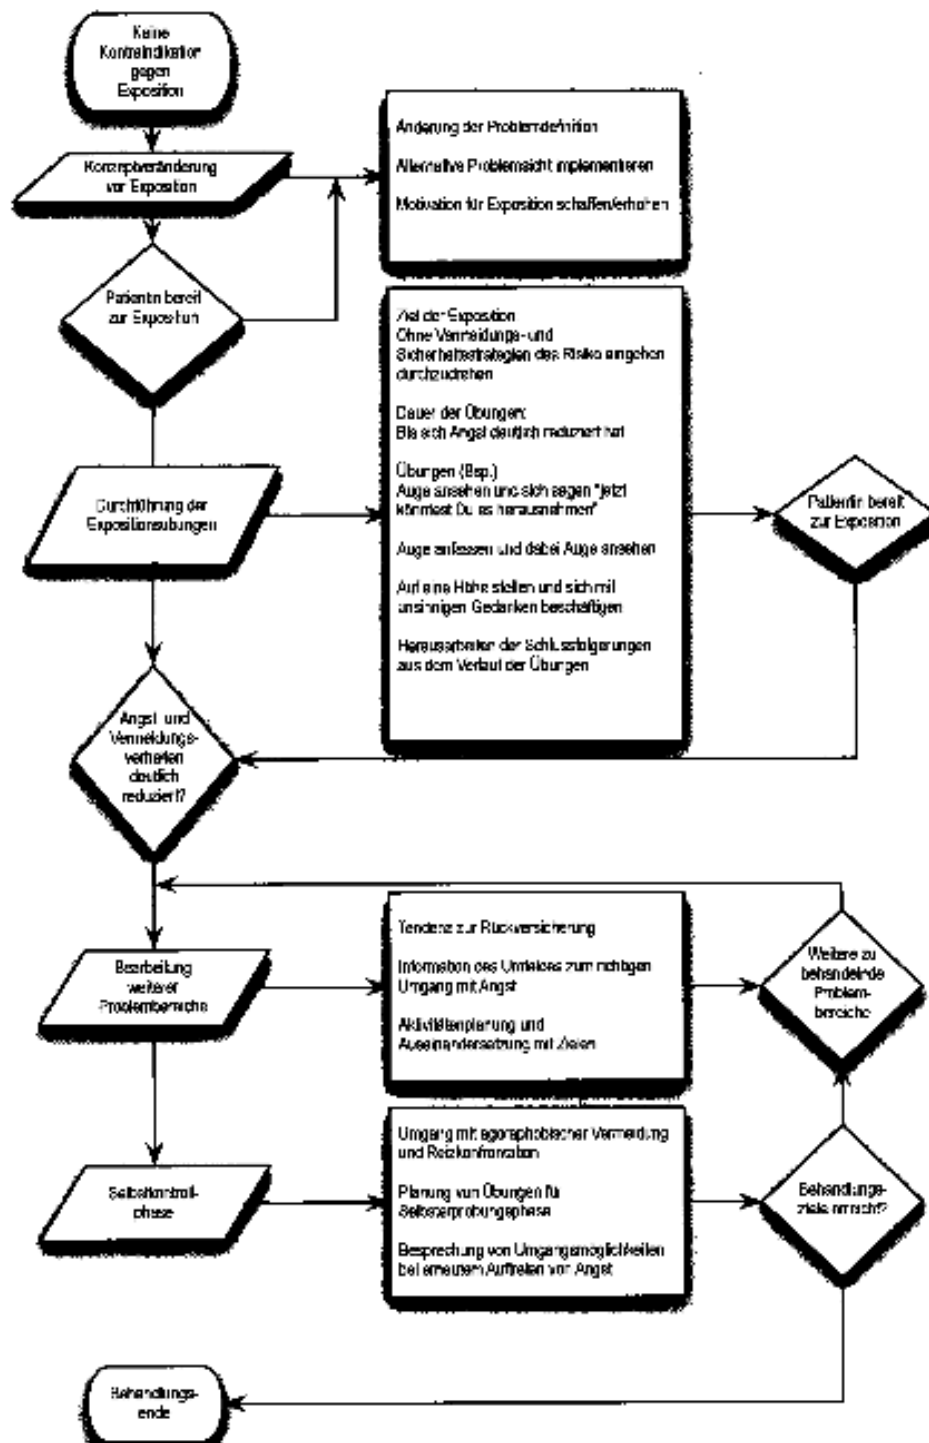 Keine
Kontraindikation
gegen
Exposition
Konzeptveränderung
vor Exposition
Änderung der Problemdefinition
Alternative Problemsicht implementieren
Motivation für Exposition schaffen/erhöhen
Patientin bereit
zur Exposition
Ziel der Exposition
Ohne Vermeidungs- und
Sicherheitsstrategien das Risiko eingehen
durchzudrehen
Dauer der Übungen:
Bis sich Angst deutlich reduziert hat
Übungen (Bsp.)
Auge ansehen und sich sagen "jetzt
könntest Du es herausnehmen"
Auge anfassen und dabei Auge ansehen
Auf eine Höhe stellen und sich mit
unsinnigen Gedanken beschäftigen
Herausarbeiten der Schlussfolgerungen
aus dem Verlauf der Übungen
Durchführung der
Expositionsübungen
Patientin bereit
zur Exposition
Angst und
Vermeidungs-
verhalten
deutlich
reduziert?
Bearbeitung
weiterer
Problembereiche
Tendenz zur Rückversicherung
Information des Umfeldes zum richtigen
Umgang mit Angst
Aktivitätenplanung und
Auseinandersetzung mit Zielen
Weitere zu
behandelnde
Problem-
bereiche
Selbstkontroll-
phase
Umgang mit agoraphobischer Vermeidung
und Reizkonfrontation
Planung von Übungen für
Selbsterprobungsphase
Besprechung von Umgangsmöglichkeiten
bei erneutem Auftreten von Angst
Behandlungs-
ziele erreicht?
Behandlungs-
ende